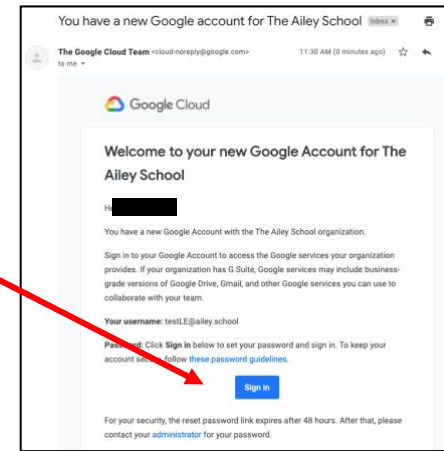 You have a new Google account for The Ailey School Inbox ×
The Google Cloud Team <cloud-noreply@google.com> 11:30 AM (0 minutes ago)
to me
Google Cloud
Welcome to your new Google Account for The
Ailey School
You have a new Google Account with the The Ailey School organization.
Sign in to your Google Account to access the Google services your organization
provides. If your organization has G Suite, Google services may include business-
grade versions of Google Drive, Gmail, and other Google services you can use to
collaborate with your team.
Your username: testLE@ailey.school
Password: Click Sign in below to set your password and sign in. To keep your
account secure, follow these password guidelines.
Sign in
For your security, the reset password link expires after 48 hours. After that, please
contact your administrator for your password.